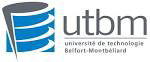 utbm
université de technologie
Belfort-Montbéliard